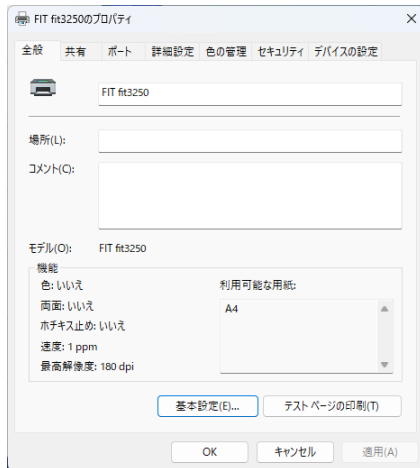 FIT fit3250のプロパティ
全般 共有 ポート 詳細設定 色の管理 セキュリティ デバイスの設定
FIT fit3250
場所(L):
コメント(C):
モデル(O): FIT fit3250
機能
色: いいえ 利用可能な用紙:
両面: いいえ A4
ホチキス止め: いいえ
速度: 1 ppm
最高解像度: 180 dpi
基本設定(E)... テスト ページの印刷(T)
OK キャンセル 適用(A)